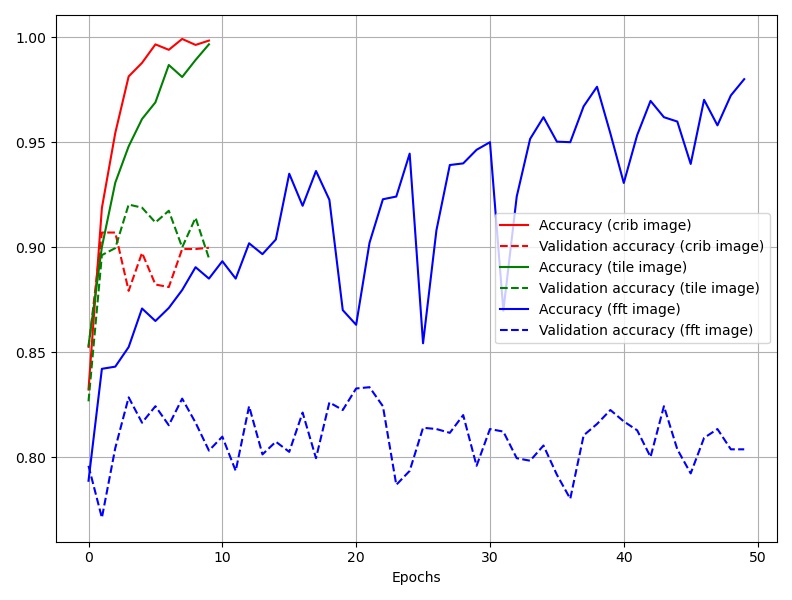 1.00
0.95
0.90
0.85
0.80
Accuracy (crib image)
Validation accuracy (crib image)
Accuracy (tile image)
Validation accuracy (tile image)
Accuracy (fft image)
Validation accuracy (fft image)
0 10 20 30 40 50
Epochs